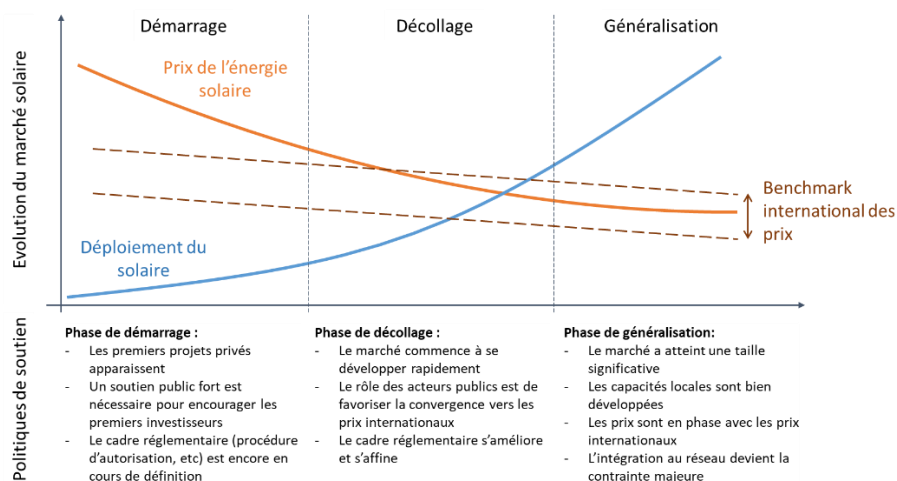 Démarrage
Décollage
Généralisation
Evolution du marché solaire
Prix de l'énergie
solaire
Déploiement du
solaire
Benchmark
international des
prix
Politiques de soutien
Phase de démarrage :
- Les premiers projets privés
apparaissent
- Un soutien public fort est
nécessaire pour encourager les
premiers investisseurs
- Le cadre réglementaire (procédure
d'autorisation, etc) est encore en
cours de définition
Phase de décollage :
- Le marché commence à se
développer rapidement
- Le rôle des acteurs publics est de
favoriser la convergence vers les
prix internationaux
- Le cadre réglementaire s'améliore
et s'affine
Phase de généralisation:
- Le marché a atteint une taille
significative
- Les capacités locales sont bien
développées
- Les prix sont en phase avec les prix
internationaux
- L'intégration au réseau devient la
contrainte majeure